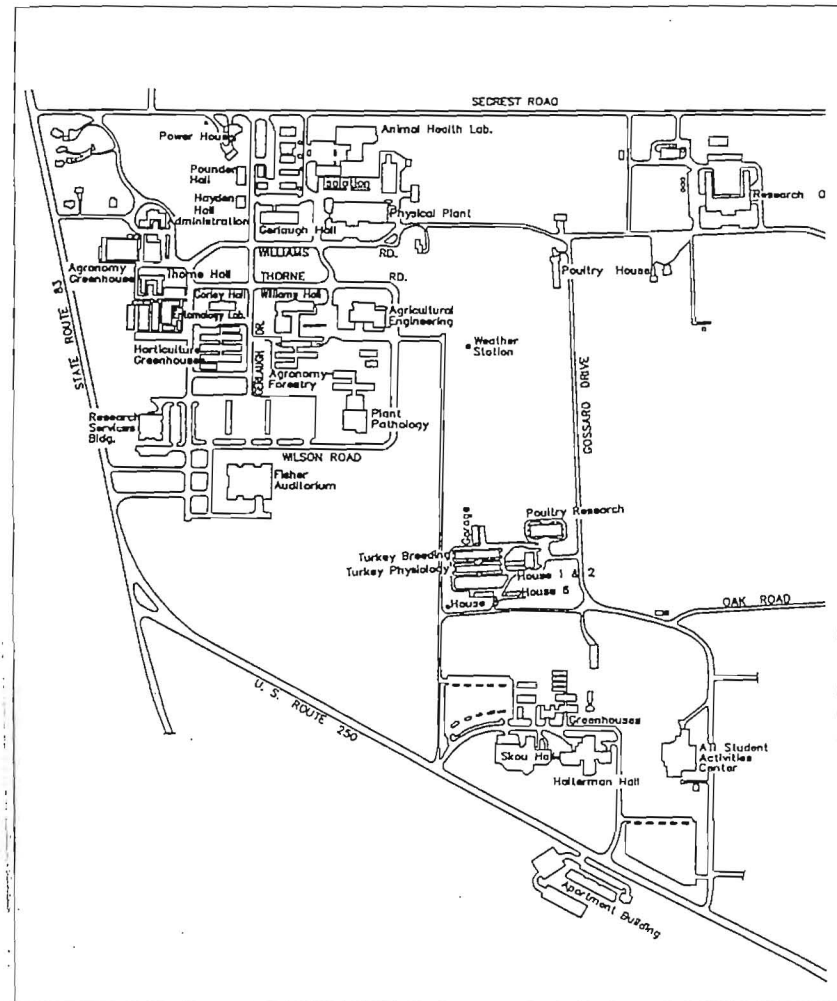 SECREST ROAD
Power House
Animal Health Lab.
Pounden
Hall
Isolation
Hayden
Hall
Administration
Research
Physical Plant
Gerlaugh Hall
WILLIAMS RD.
Agronomy
Greenhouse
Thorne Hall
THORNE RD.
Poultry House
STATE ROUTE 83
Corley Hall
Williams Hall
Entomology Lab.
Agricultural
Engineering
GERLAUGH DR.
Weather
Station
Horticulture
Greenhouses
GOSSARD DRIVE
Agronomy
Forestry
Research
Services
Bldg.
Plant
Pathology
WILSON ROAD
Fisher
Auditorium
Poultry Research
Garage
Turkey Breeding
Turkey Physiology
House 1 & 2
House 6
House
OAK ROAD
U. S. ROUTE 250
Greenhouses
Skou Hall
Halterman Hall
ATI Student
Activities
Center
Apartment Building